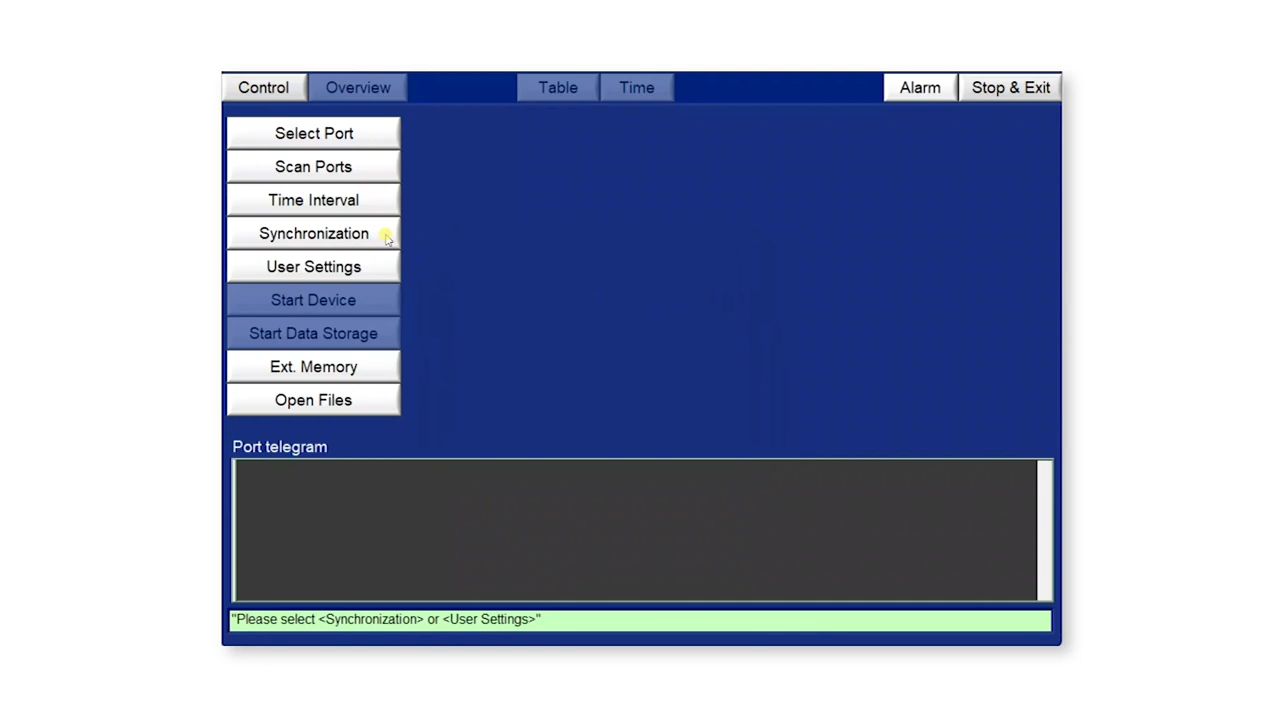 Control Overview Table Time Alarm Stop & Exit
Select Port
Scan Ports
Time Interval
Synchronization
User Settings
Start Device
Start Data Storage
Ext. Memory
Open Files
Port telegram
"Please select <Synchronization> or <User Settings>"